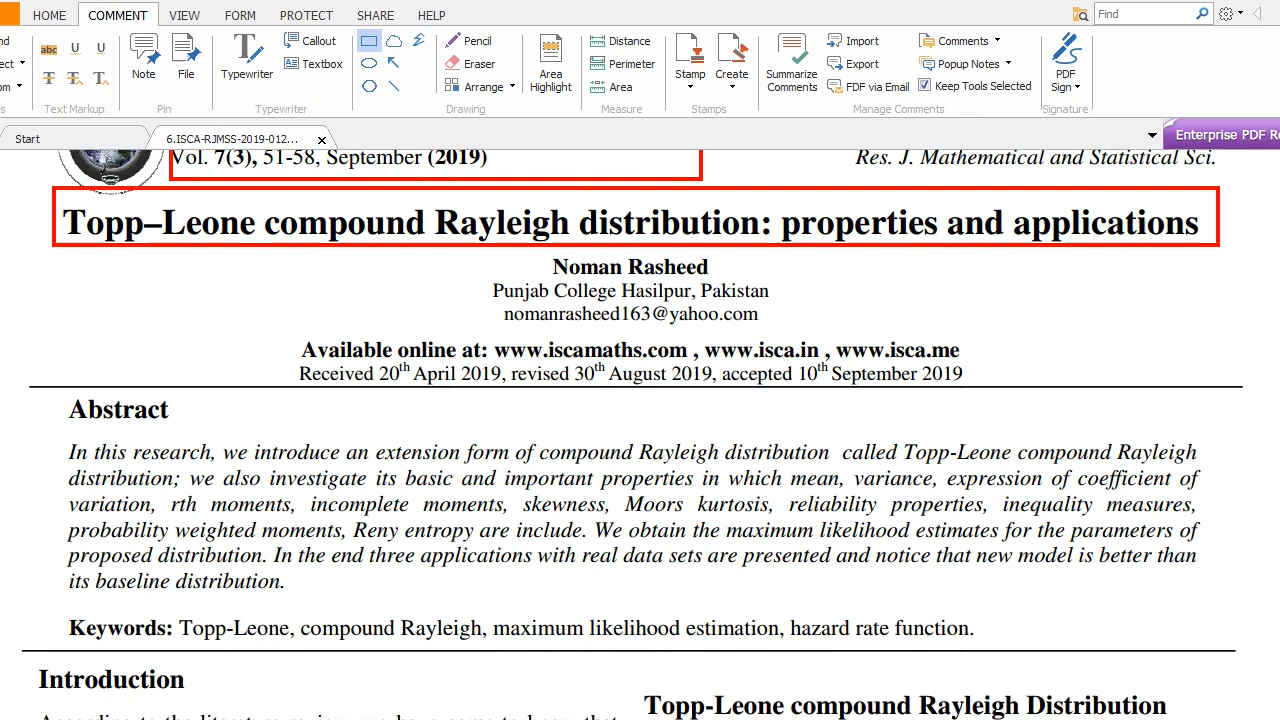 HOME COMMENT VIEW FORM PROTECT SHARE HELP Find
abc U U Callout Pencil Distance Import Comments
Note File Typewriter Textbox Eraser Area Highlight Perimeter Stamp Create Summarize Comments Export Popup Notes PDF Sign
T T T Arrange Area FDF via Email Keep Tools Selected
Text Markup Pin Typewriter Drawing Measure Stamps Manage Comments Signature
Start 6.ISCA-RJMSS-2019-012... Enterprise PDF
Vol. 7(3), 51-58, September (2019) Res. J. Mathematical and Statistical Sci.
Topp–Leone compound Rayleigh distribution: properties and applications
Noman Rasheed
Punjab College Hasilpur, Pakistan
nomanrasheed163@yahoo.com
Available online at: www.iscamaths.com , www.isca.in , www.isca.me
Received 20th April 2019, revised 30th August 2019, accepted 10th September 2019
Abstract
In this research, we introduce an extension form of compound Rayleigh distribution called Topp-Leone compound Rayleigh
distribution; we also investigate its basic and important properties in which mean, variance, expression of coefficient of
variation, rth moments, incomplete moments, skewness, Moors kurtosis, reliability properties, inequality measures,
probability weighted moments, Reny entropy are include. We obtain the maximum likelihood estimates for the parameters of
proposed distribution. In the end three applications with real data sets are presented and notice that new model is better than
its baseline distribution.
Keywords: Topp-Leone, compound Rayleigh, maximum likelihood estimation, hazard rate function.
Introduction
Topp-Leone compound Rayleigh Distribution